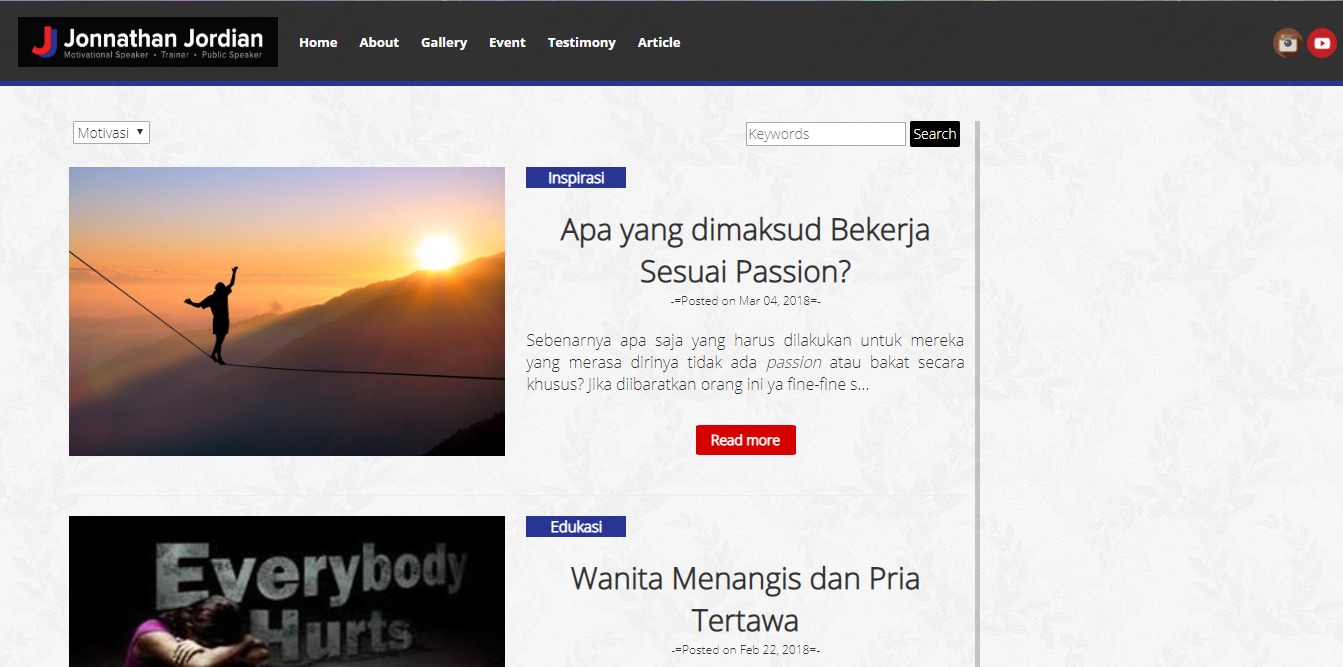 Jonnathan Jordian
Motivational Speaker • Trainer • Public Speaker
Home About Gallery Event Testimony Article
Motivasi
Keywords Search
Inspirasi
Apa yang dimaksud Bekerja
Sesuai Passion?
-=Posted on Mar 04, 2018=-
Sebenarnya apa saja yang harus dilakukan untuk mereka
yang merasa dirinya tidak ada passion atau bakat secara
khusus? Jika diibaratkan orang ini ya fine-fine s...
Read more
Everybody
Hurts
Edukasi
Wanita Menangis dan Pria
Tertawa
-=Posted on Feb 22, 2018=-